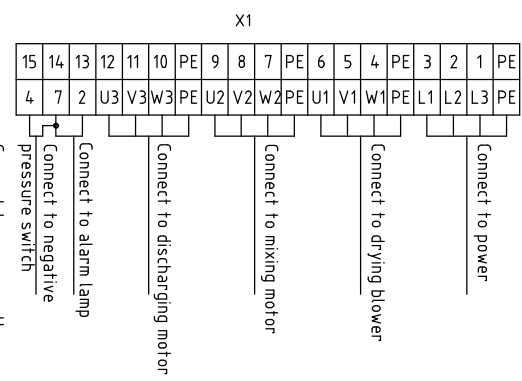 X1
15 14 13 12 11 10 PE 9 8 7 PE 6 5 4 PE 3 2 1 PE
4 7 2 U3 V3 W3 PE U2 V2 W2 PE U1 V1 W1 PE L1 L2 L3 PE
Connect to power
Connect to drying blower
Connect to mixing motor
Connect to discharging motor
Connect to alarm lamp
Connect to negative
pressure switch